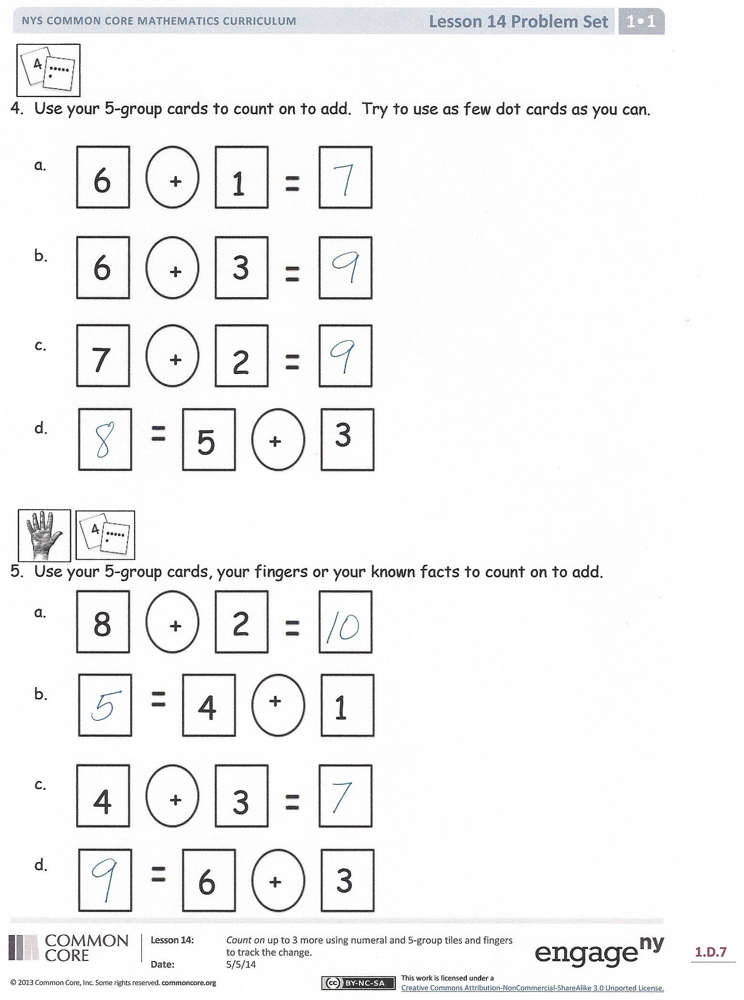 NYS COMMON CORE MATHEMATICS CURRICULUM Lesson 14 Problem Set 1•1
4
4. Use your 5-group cards to count on to add. Try to use as few dot cards as you can.
a. 6 + 1 = 7
b. 6 + 3 = 9
c. 7 + 2 = 9
d. 8 = 5 + 3
4
5. Use your 5-group cards, your fingers or your known facts to count on to add.
a. 8 + 2 = 10
b. 5 = 4 + 1
c. 4 + 3 = 7
d. 9 = 6 + 3
COMMON CORE
Lesson 14: Count on up to 3 more using numeral and 5-group tiles and fingers
to track the change.
Date: 5/5/14
engageny
1.D.7
© 2013 Common Core, Inc. Some rights reserved. commoncore.org
cc BY-NC-SA
This work is licensed under a
Creative Commons Attribution-NonCommercial-ShareAlike 3.0 Unported License.